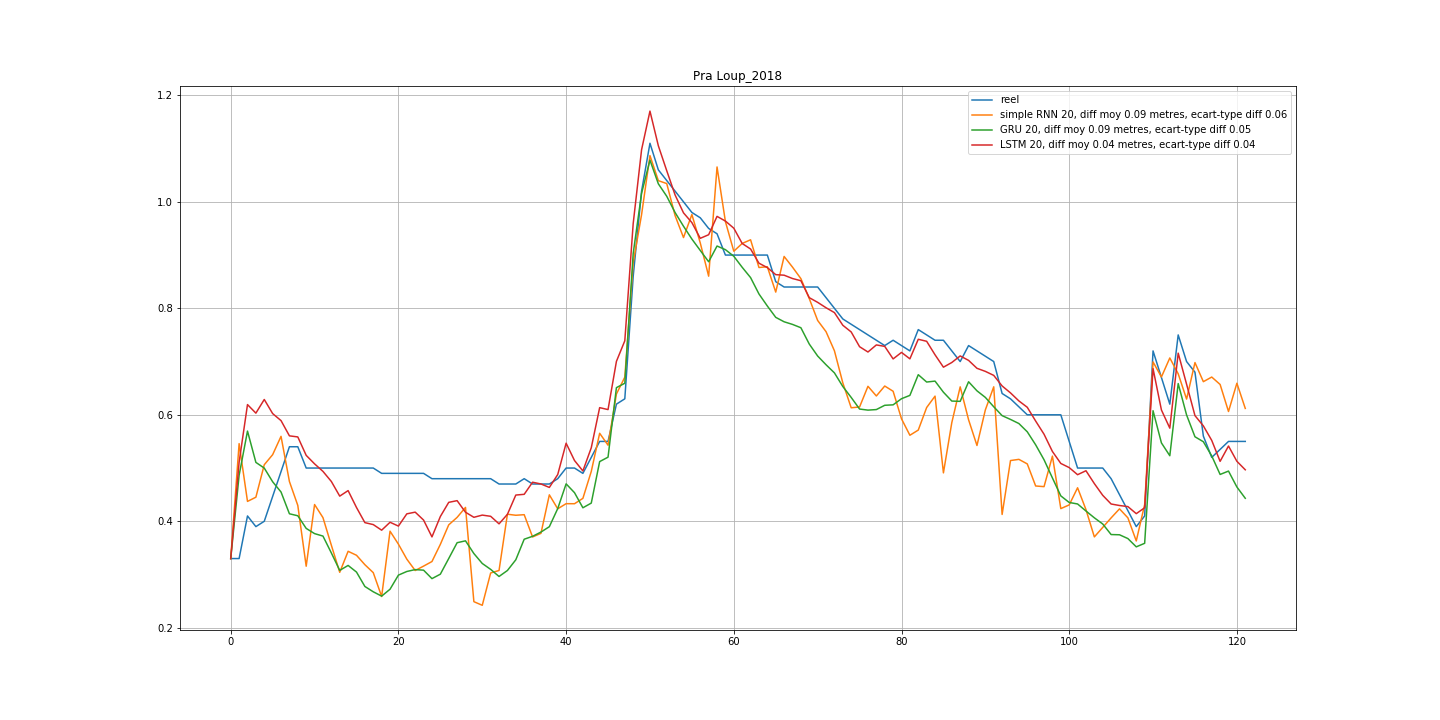 Pra Loup_2018
1.2
1.0
0.8
0.6
0.4
0.2
reel
simple RNN 20, diff moy 0.09 metres, ecart-type diff 0.06
GRU 20, diff moy 0.09 metres, ecart-type diff 0.05
LSTM 20, diff moy 0.04 metres, ecart-type diff 0.04
0 20 40 60 80 100 120